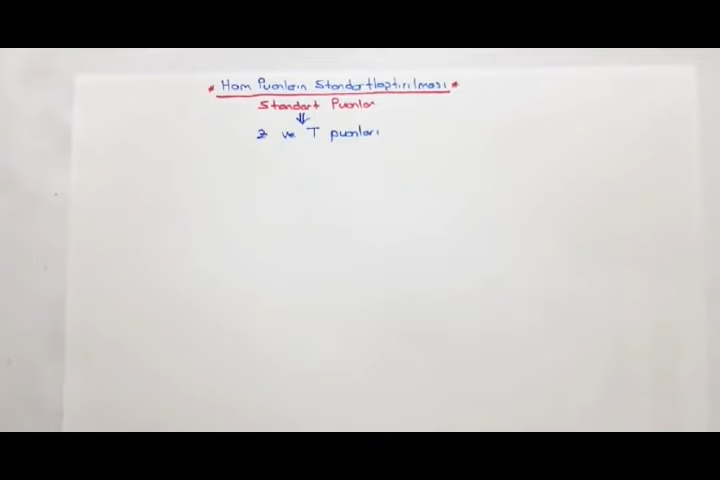 * Ham Puanların Standartlaştırılması *
Standart Puanlar
⇓
z ve T puanları